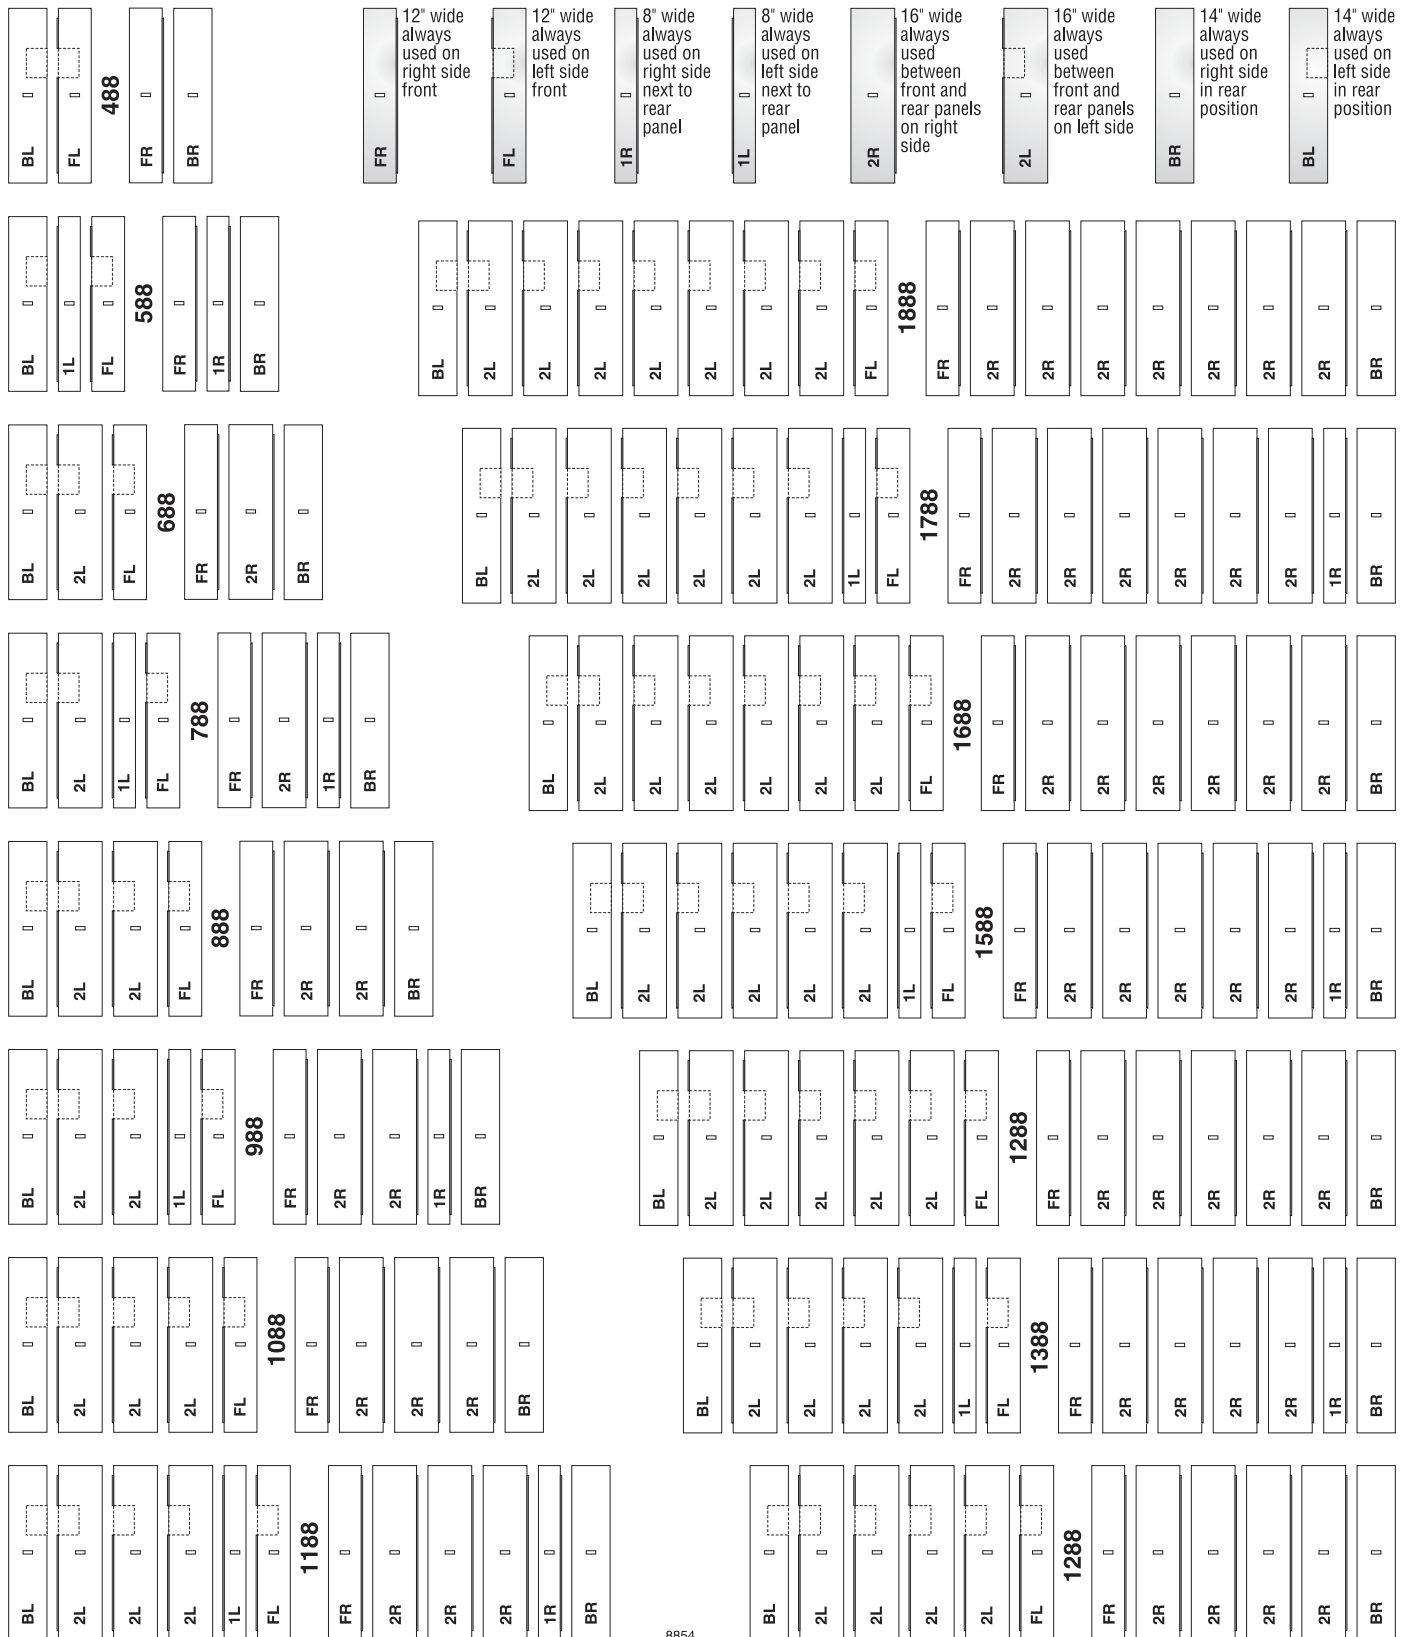 BL FL 488 FR BR
FR
12" wide
always
used on
right side
front
FL
12" wide
always
used on
left side
front
1R
8" wide
always
used on
right side
next to
rear
panel
1L
8" wide
always
used on
left side
next to
rear
panel
2R
16" wide
always
used
between
front and
rear panels
on right
side
2L
16" wide
always
used
between
front and
rear panels
on left side
BR
14" wide
always
used on
right side
in rear
position
BL
14" wide
always
used on
left side
in rear
position
BL 1L FL 588 FR 1R BR
BL 2L 2L 2L 2L 2L 2L 2L FL 1888 FR 2R 2R 2R 2R 2R 2R 2R BR
BL 2L FL 688 FR 2R BR
BL 2L 2L 2L 2L 2L 2L 1L FL 1788 FR 2R 2R 2R 2R 2R 2R 1R BR
BL 2L 1L FL 788 FR 2R 1R BR
BL 2L 2L 2L 2L 2L 2L FL 1688 FR 2R 2R 2R 2R 2R 2R BR
BL 2L 2L FL 888 FR 2R 2R BR
BL 2L 2L 2L 2L 2L 1L FL 1588 FR 2R 2R 2R 2R 2R 1R BR
BL 2L 2L 1L FL 988 FR 2R 2R 1R BR
BL 2L 2L 2L 2L 2L FL 1288 FR 2R 2R 2R 2R 2R BR
BL 2L 2L 2L FL 1088 FR 2R 2R 2R BR
BL 2L 2L 2L 2L 1L FL 1388 FR 2R 2R 2R 2R 1R BR
BL 2L 2L 2L 1L FL 1188 FR 2R 2R 2R 1R BR
BL 2L 2L 2L 2L FL 1288 FR 2R 2R 2R 2R BR
8854